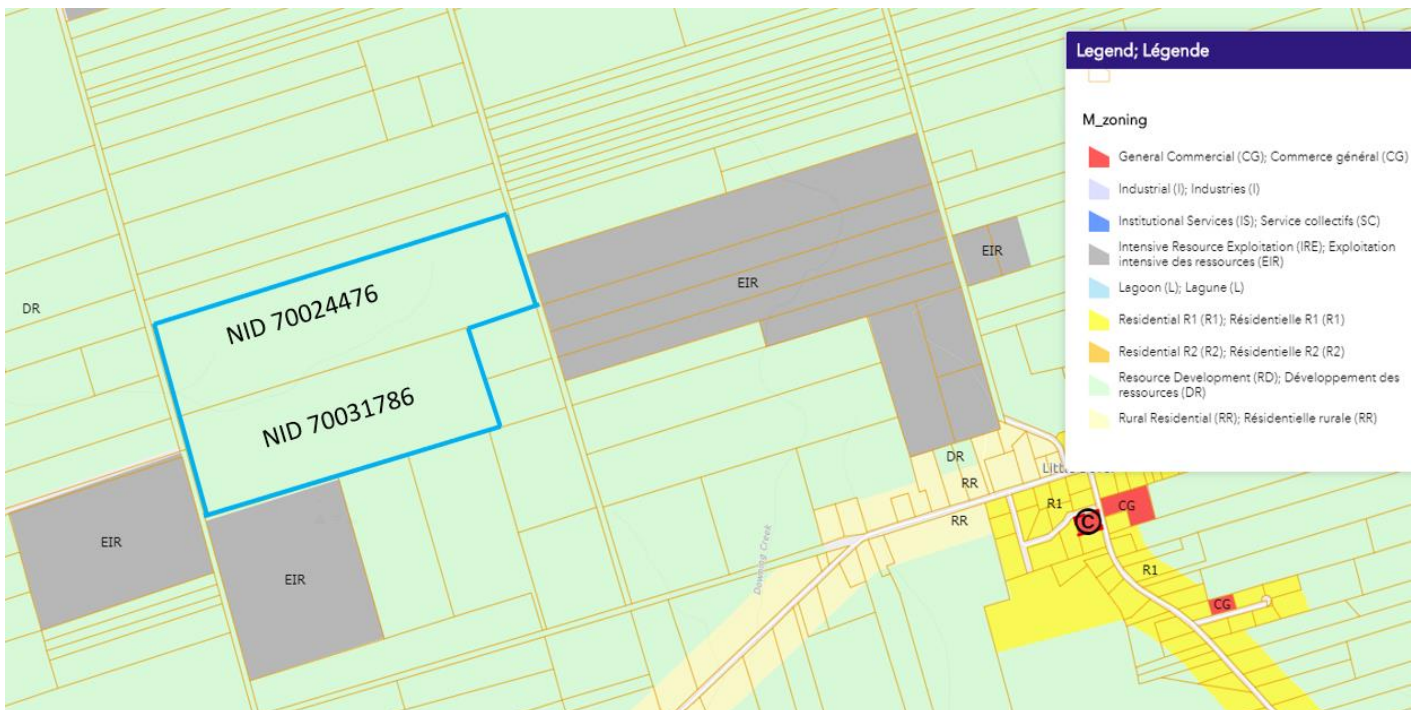 Legend; Légende
M_zoning
General Commercial (CG); Commerce général (CG)
Industrial (I); Industries (I)
Institutional Services (IS); Service collectifs (SC)
Intensive Resource Exploitation (IRE); Exploitation
intensive des ressources (EIR)
Lagoon (L); Lagune (L)
Residential R1 (R1); Résidentielle R1 (R1)
Residential R2 (R2); Résidentielle R2 (R2)
Resource Development (RD); Développement des
ressources (DR)
Rural Residential (RR); Résidentielle rurale (RR)
NID 70024476
NID 70031786
DR
EIR
EIR
EIR
EIR
DR
RR
RR
R1
C
CG
R1
CG
Downing Creek